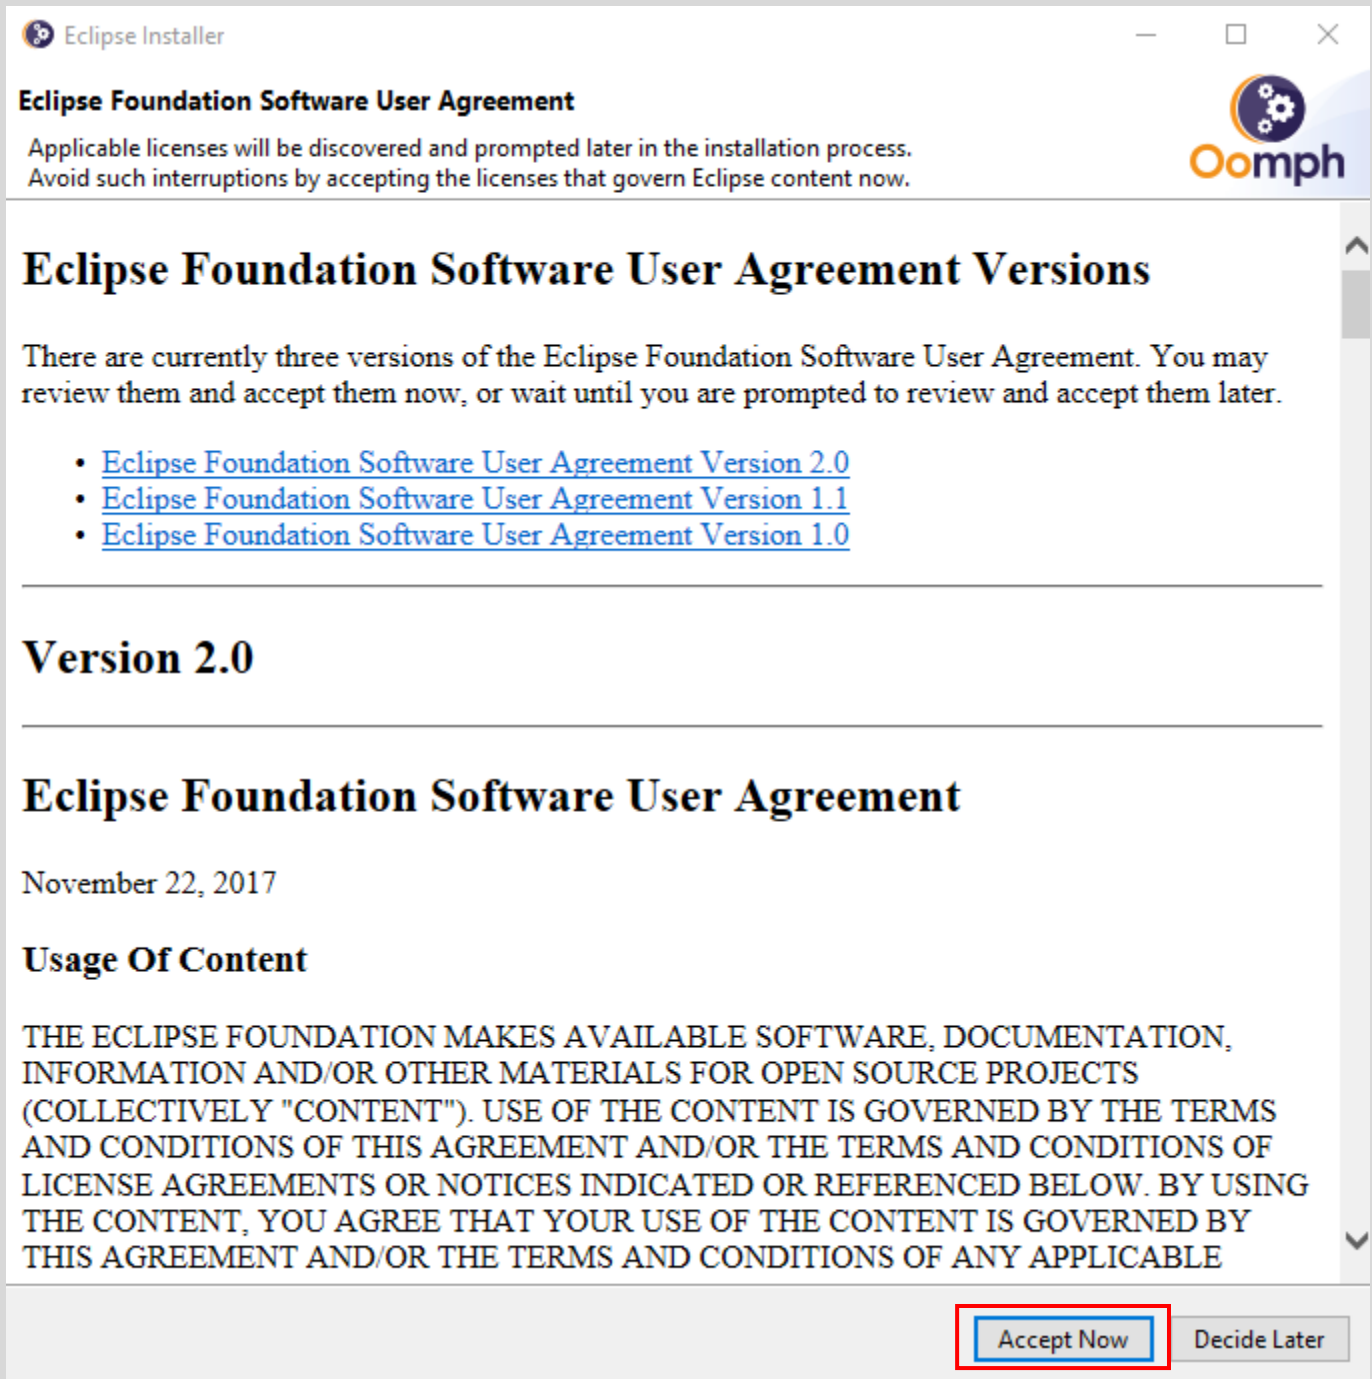 Eclipse Installer
Eclipse Foundation Software User Agreement
Applicable licenses will be discovered and prompted later in the installation process.
Avoid such interruptions by accepting the licenses that govern Eclipse content now.
Oomph
Eclipse Foundation Software User Agreement Versions
There are currently three versions of the Eclipse Foundation Software User Agreement. You may
review them and accept them now, or wait until you are prompted to review and accept them later.
• Eclipse Foundation Software User Agreement Version 2.0
• Eclipse Foundation Software User Agreement Version 1.1
• Eclipse Foundation Software User Agreement Version 1.0
Version 2.0
Eclipse Foundation Software User Agreement
November 22, 2017
Usage Of Content
THE ECLIPSE FOUNDATION MAKES AVAILABLE SOFTWARE, DOCUMENTATION,
INFORMATION AND/OR OTHER MATERIALS FOR OPEN SOURCE PROJECTS
(COLLECTIVELY "CONTENT"). USE OF THE CONTENT IS GOVERNED BY THE TERMS
AND CONDITIONS OF THIS AGREEMENT AND/OR THE TERMS AND CONDITIONS OF
LICENSE AGREEMENTS OR NOTICES INDICATED OR REFERENCED BELOW. BY USING
THE CONTENT, YOU AGREE THAT YOUR USE OF THE CONTENT IS GOVERNED BY
THIS AGREEMENT AND/OR THE TERMS AND CONDITIONS OF ANY APPLICABLE
Accept Now
Decide Later